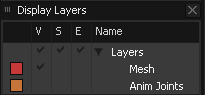 Display Layers
V S E Name
Layers
V Mesh
Anim Joints